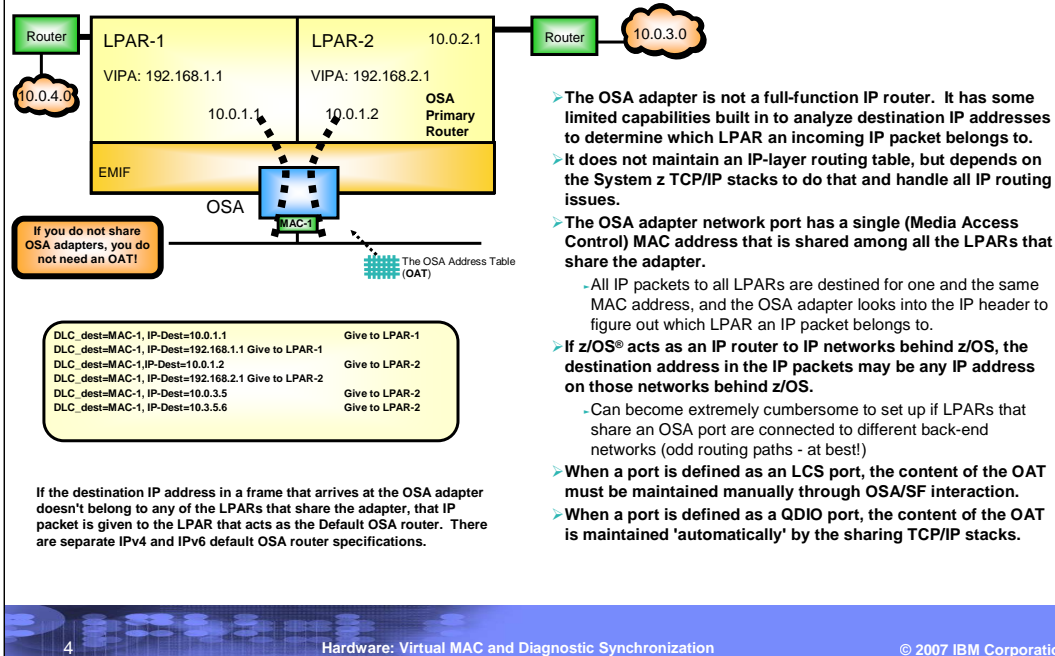 Router
LPAR-1
LPAR-2
10.0.2.1
Router
10.0.3.0
VIPA: 192.168.1.1
VIPA: 192.168.2.1
10.0.4.0
10.0.1.1
10.0.1.2
OSA
Primary
Router
EMIF
OSA
MAC-1
If you do not share
OSA adapters, you do
not need an OAT!
The OSA Address Table
(OAT)
DLC_dest=MAC-1, IP-Dest=10.0.1.1 Give to LPAR-1
DLC_dest=MAC-1, IP-Dest=192.168.1.1 Give to LPAR-1
DLC_dest=MAC-1,IP-Dest=10.0.1.2 Give to LPAR-2
DLC_dest=MAC-1, IP-Dest=192.168.2.1 Give to LPAR-2
DLC_dest=MAC-1, IP-Dest=10.0.3.5 Give to LPAR-2
DLC_dest=MAC-1, IP-Dest=10.3.5.6 Give to LPAR-2
If the destination IP address in a frame that arrives at the OSA adapter
doesn't belong to any of the LPARs that share the adapter, that IP
packet is given to the LPAR that acts as the Default OSA router. There
are separate IPv4 and IPv6 default OSA router specifications.
➢The OSA adapter is not a full-function IP router. It has some
limited capabilities built in to analyze destination IP addresses
to determine which LPAR an incoming IP packet belongs to.
➢It does not maintain an IP-layer routing table, but depends on
the System z TCP/IP stacks to do that and handle all IP routing
issues.
➢The OSA adapter network port has a single (Media Access
Control) MAC address that is shared among all the LPARs that
share the adapter.
►All IP packets to all LPARs are destined for one and the same
MAC address, and the OSA adapter looks into the IP header to
figure out which LPAR an IP packet belongs to.
➢If z/OS® acts as an IP router to IP networks behind z/OS, the
destination address in the IP packets may be any IP address
on those networks behind z/OS.
►Can become extremely cumbersome to set up if LPARs that
share an OSA port are connected to different back-end
networks (odd routing paths - at best!)
➢When a port is defined as an LCS port, the content of the OAT
must be maintained manually through OSA/SF interaction.
➢When a port is defined as a QDIO port, the content of the OAT
is maintained 'automatically' by the sharing TCP/IP stacks.
4
Hardware: Virtual MAC and Diagnostic Synchronization
© 2007 IBM Corporatio